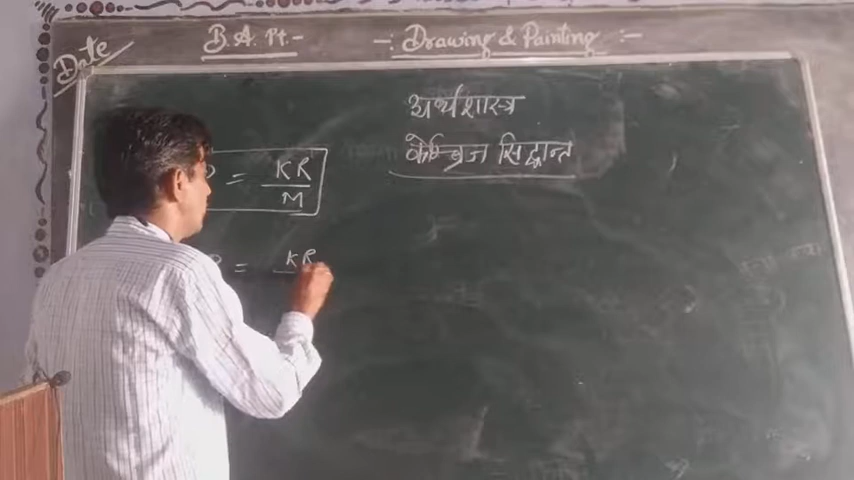 Date
B.A. Pt. - :- Drawing & Painting :-
अर्थशास्त्र
केम्ब्रिज सिद्धान्त
P = KR / M
P = KR